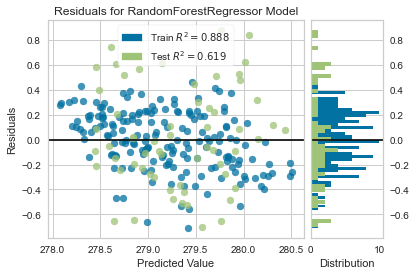 Residuals for RandomForestRegressor Model
Train R² = 0.888
Test R² = 0.619
Residuals
0.8
0.6
0.4
0.2
0.0
−0.2
−0.4
−0.6
278.0 278.5 279.0 279.5 280.0 280.5
Predicted Value
0.8
0.6
0.4
0.2
0.0
−0.2
−0.4
−0.6
0 10
Distribution